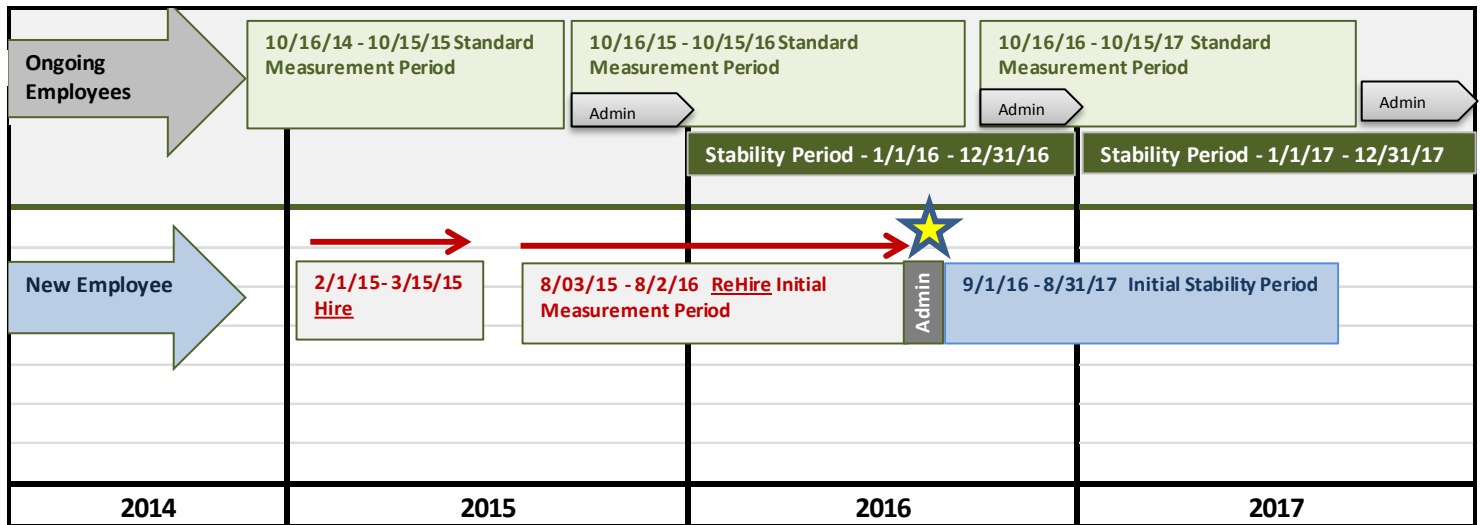 Ongoing
Employees
10/16/14 - 10/15/15 Standard
Measurement Period
10/16/15 - 10/15/16 Standard
Measurement Period
10/16/16 - 10/15/17 Standard
Measurement Period
Admin
Admin
Admin
Stability Period - 1/1/16 - 12/31/16
Stability Period - 1/1/17 - 12/31/17
New Employee
2/1/15- 3/15/15
Hire
8/03/15 - 8/2/16 ReHire Initial
Measurement Period
Admin
9/1/16 - 8/31/17 Initial Stability Period
2014
2015
2016
2017